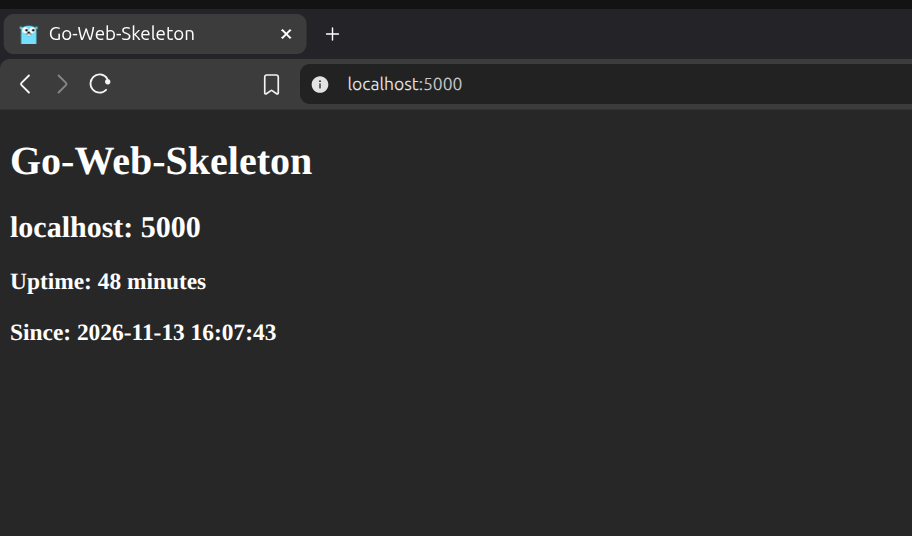 Go-Web-Skeleton
localhost:5000
Go-Web-Skeleton
localhost: 5000
Uptime: 48 minutes
Since: 2026-11-13 16:07:43